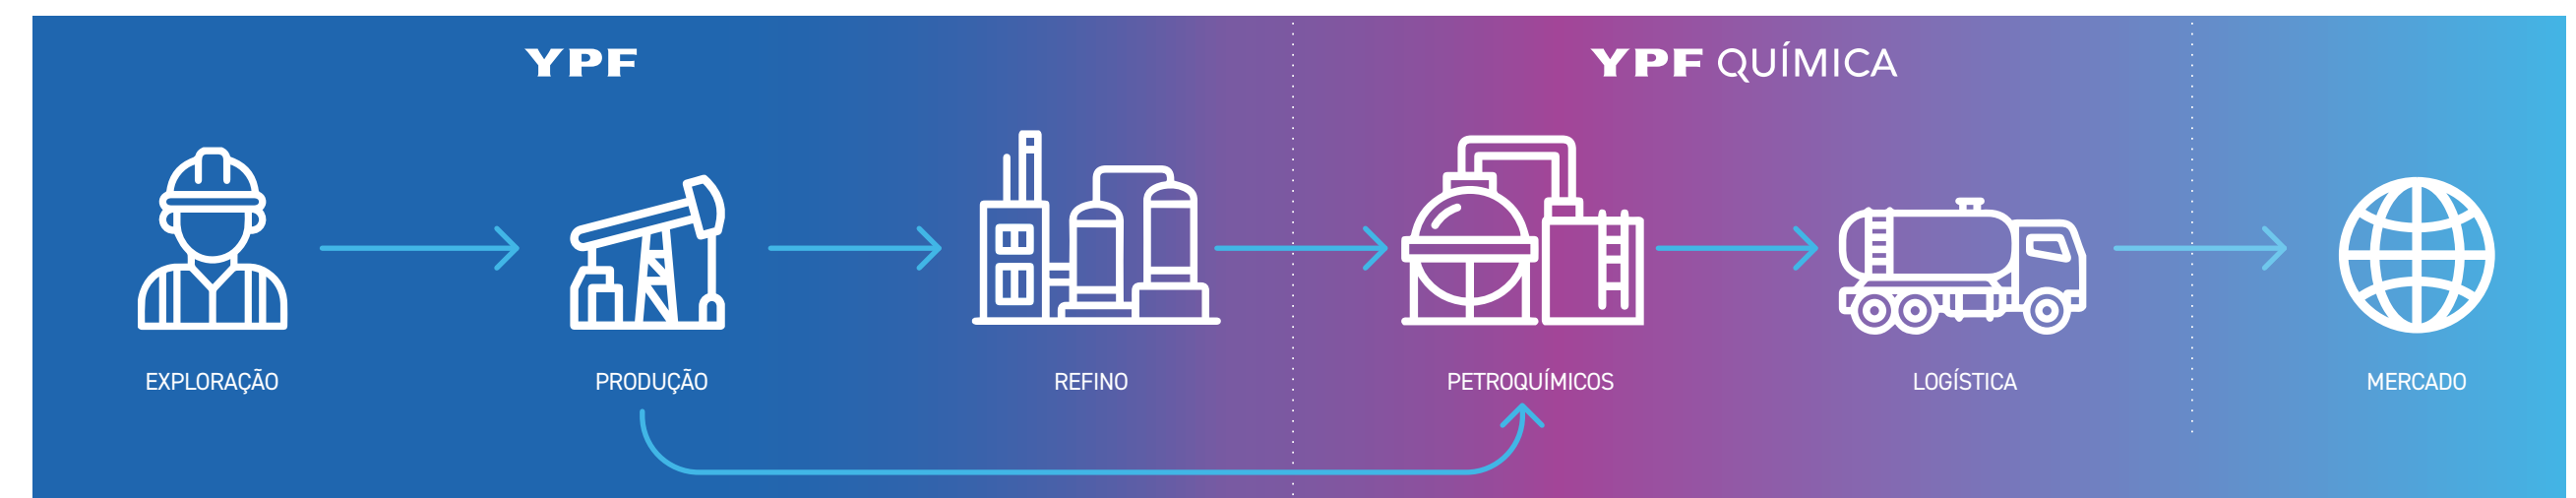 YPF
YPF QUÍMICA
EXPLORAÇÃO
PRODUÇÃO
REFINO
PETROQUÍMICOS
LOGÍSTICA
MERCADO